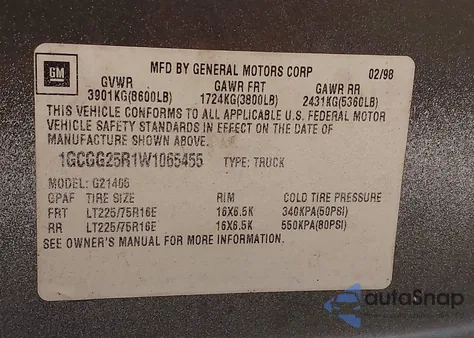 GM
MFD BY GENERAL MOTORS CORP 02/98
GVWR GAWR FRT GAWR RR
3901KG(8600LB) 1724KG(3800LB) 2431KG(5360LB)
THIS VEHICLE CONFORMS TO ALL APPLICABLE U.S. FEDERAL MOTOR
VEHICLE SAFETY STANDARDS IN EFFECT ON THE DATE OF
MANUFACTURE SHOWN ABOVE.
1GCGG25R1W1065455 TYPE: TRUCK
MODEL: G21405
GPAF TIRE SIZE RIM COLD TIRE PRESSURE
FRT LT225/75R16E 16X6.5K 340KPA(50PSI)
RR LT225/75R16E 16X6.5K 550KPA(80PSI)
SEE OWNER'S MANUAL FOR MORE INFORMATION.
autoSnap